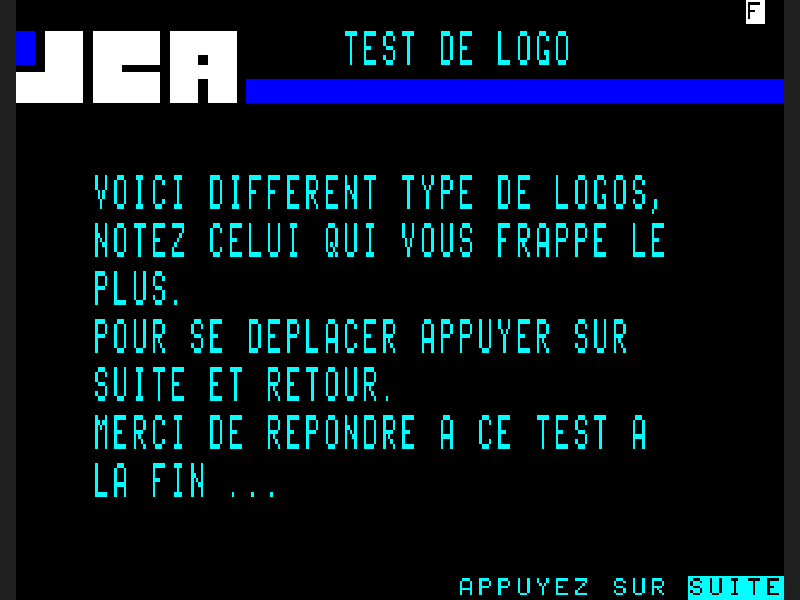 F
JCA
TEST DE LOGO
VOICI DIFFERENT TYPE DE LOGOS,
NOTEZ CELUI QUI VOUS FRAPPE LE
PLUS.
POUR SE DEPLACER APPUYER SUR
SUITE ET RETOUR.
MERCI DE REPONDRE A CE TEST A
LA FIN ...
APPUYEZ SUR SUITE